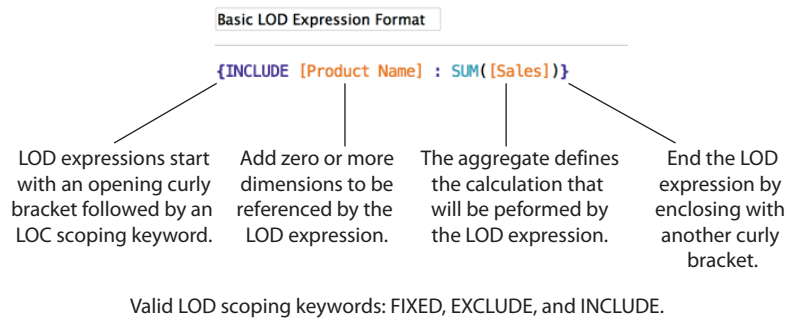 Basic LOD Expression Format
{INCLUDE [Product Name] : SUM([Sales])}
LOD expressions start
with an opening curly
bracket followed by an
LOC scoping keyword.
Add zero or more
dimensions to be
referenced by the
LOD expression.
The aggregate defines
the calculation that
will be peformed by
the LOD expression.
End the LOD
expression by
enclosing with
another curly
bracket.
Valid LOD scoping keywords: FIXED, EXCLUDE, and INCLUDE.